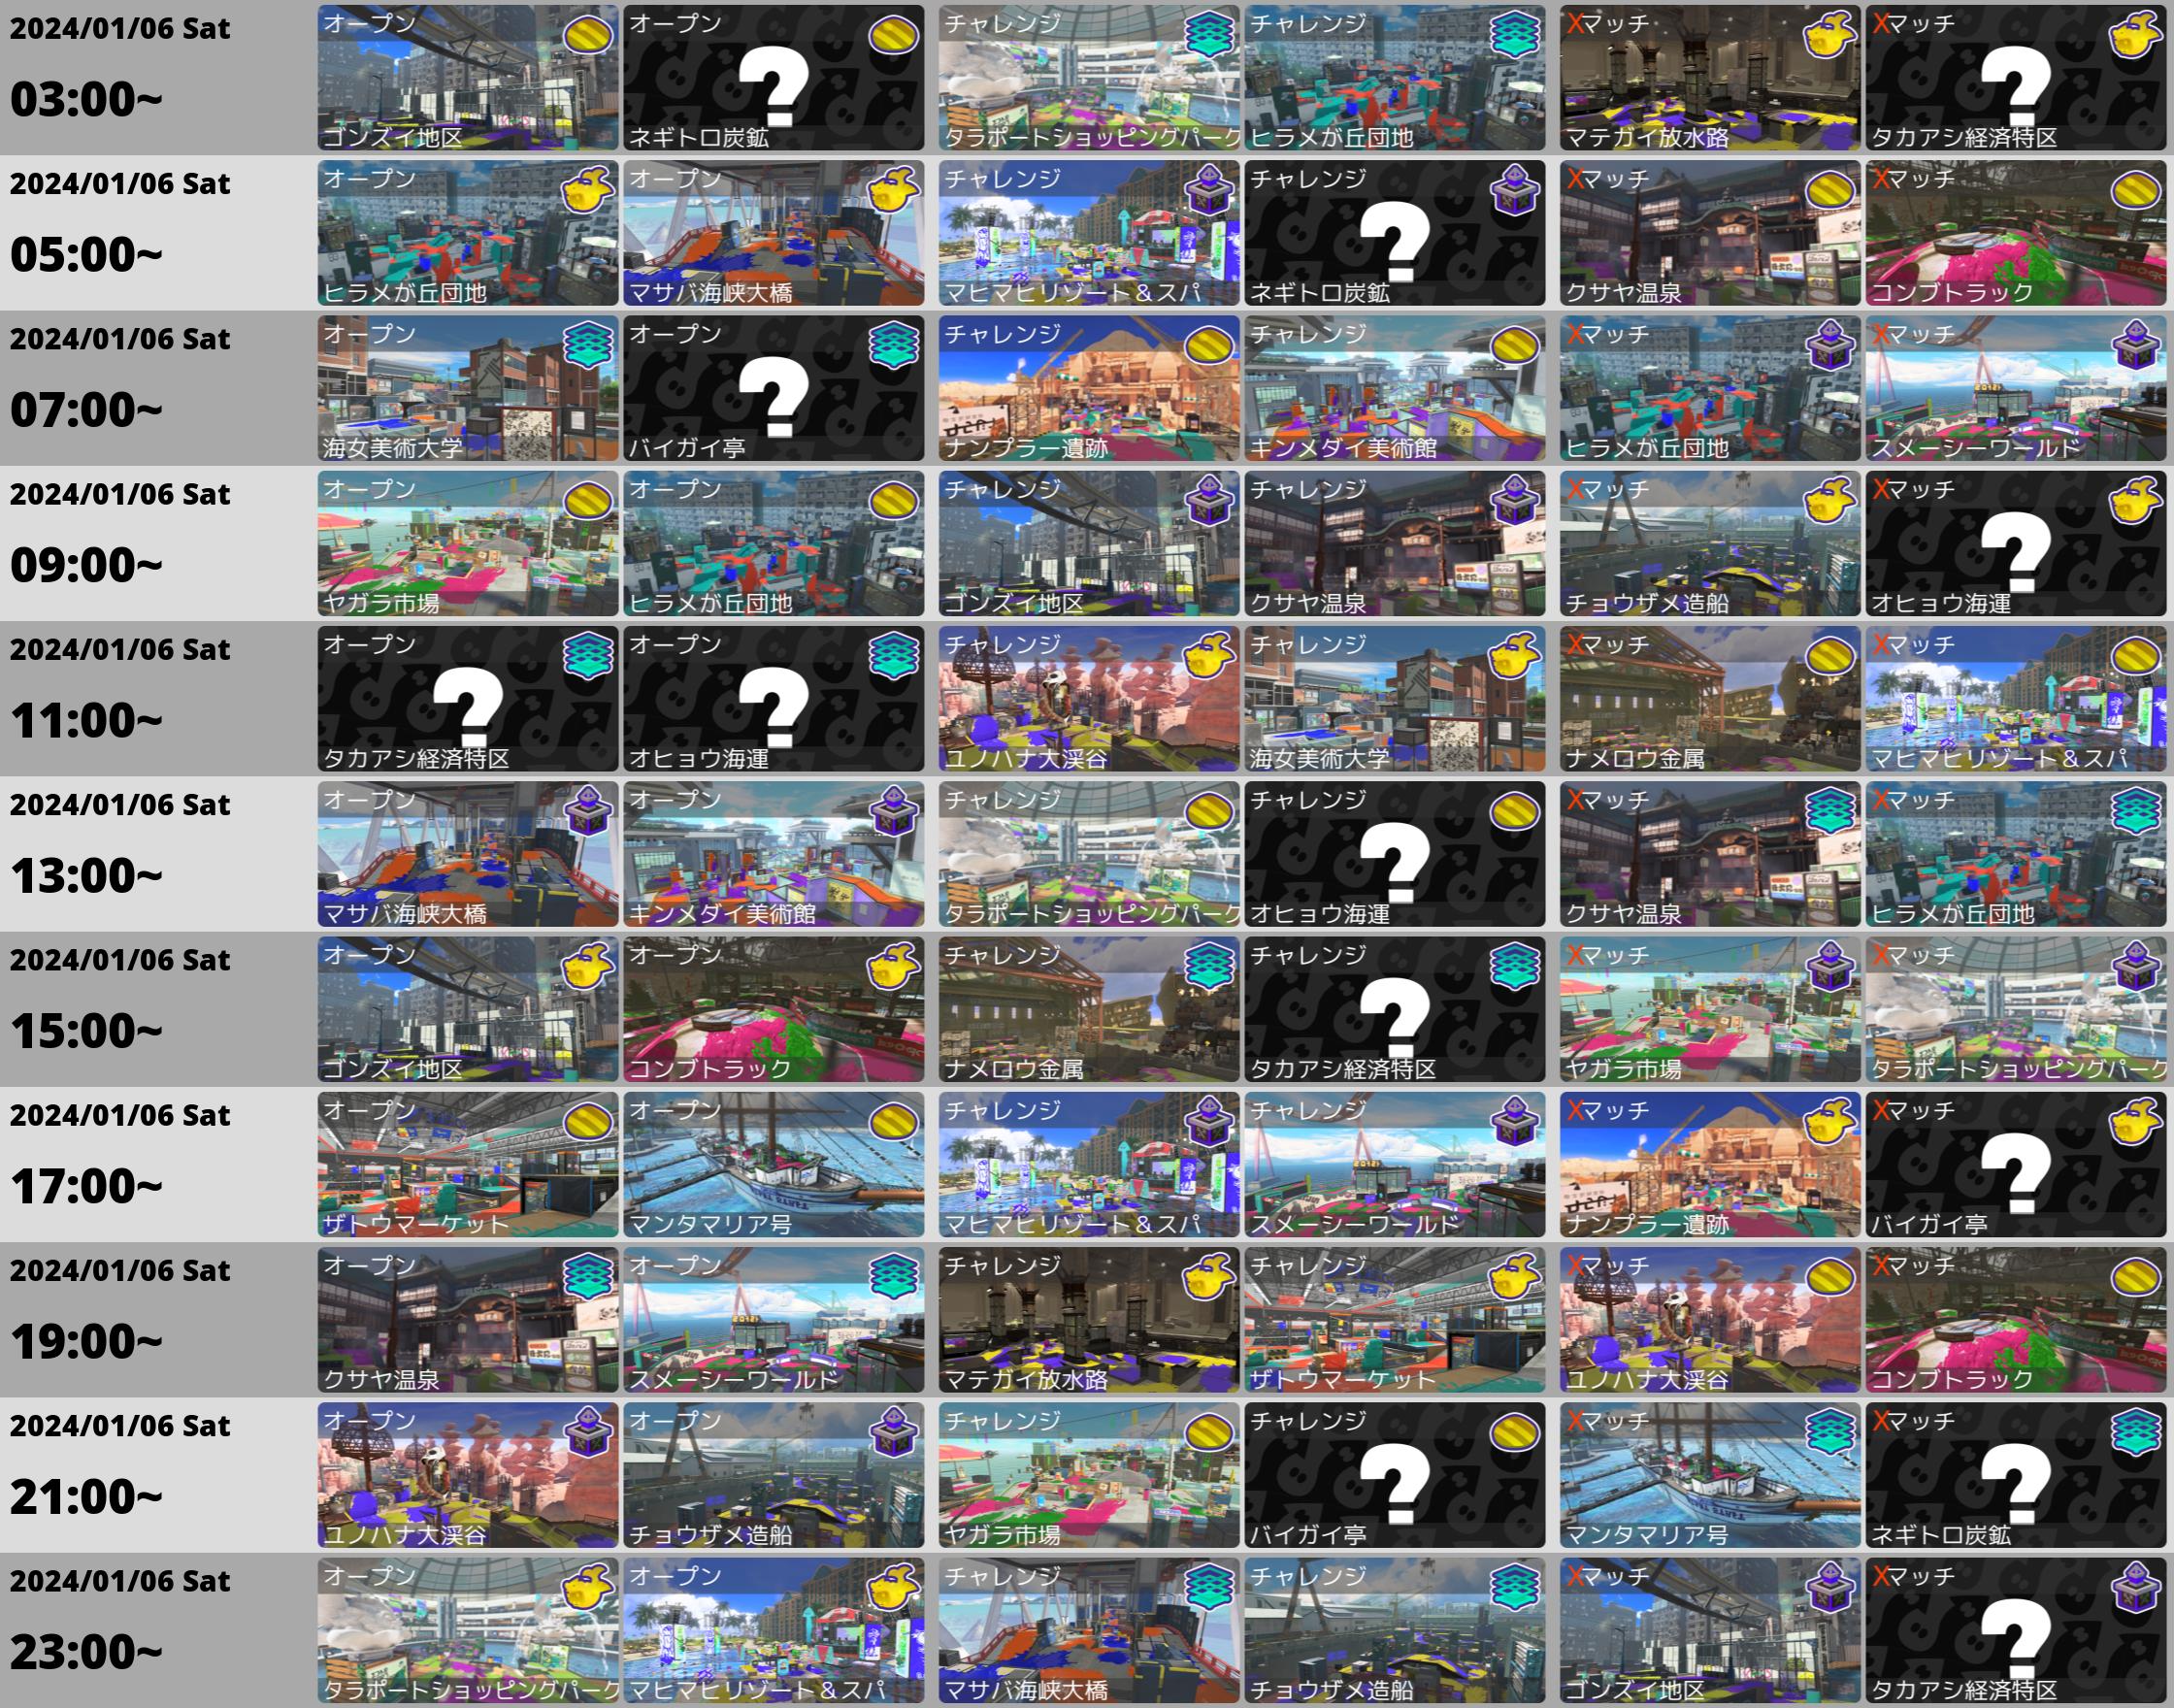 2024/01/06 Sat
03:00~
オープン
ゴンズイ地区
オープン
ネギトロ炭鉱
チャレンジ
タラポートショッピングパーク
チャレンジ
ヒラメが丘団地
Xマッチ
マテガイ放水路
Xマッチ
タカアシ経済特区
2024/01/06 Sat
05:00~
オープン
ヒラメが丘団地
オープン
マサバ海峡大橋
チャレンジ
マヒマヒリゾート＆スパ
チャレンジ
ネギトロ炭鉱
Xマッチ
クサヤ温泉
Xマッチ
コンブトラック
2024/01/06 Sat
07:00~
オープン
海女美術大学
オープン
バイガイ亭
チャレンジ
ナンプラー遺跡
チャレンジ
キンメダイ美術館
Xマッチ
ヒラメが丘団地
Xマッチ
スメーシーワールド
2024/01/06 Sat
09:00~
オープン
ヤガラ市場
オープン
ヒラメが丘団地
チャレンジ
ゴンズイ地区
チャレンジ
クサヤ温泉
Xマッチ
チョウザメ造船
Xマッチ
オヒョウ海運
2024/01/06 Sat
11:00~
オープン
タカアシ経済特区
オープン
オヒョウ海運
チャレンジ
ユノハナ大渓谷
チャレンジ
海女美術大学
Xマッチ
ナメロウ金属
Xマッチ
マヒマヒリゾート＆スパ
2024/01/06 Sat
13:00~
オープン
マサバ海峡大橋
オープン
キンメダイ美術館
チャレンジ
タラポートショッピングパーク
チャレンジ
オヒョウ海運
Xマッチ
クサヤ温泉
Xマッチ
ヒラメが丘団地
2024/01/06 Sat
15:00~
オープン
ゴンズイ地区
オープン
コンブトラック
チャレンジ
ナメロウ金属
チャレンジ
タカアシ経済特区
Xマッチ
ヤガラ市場
Xマッチ
タラポートショッピングパーク
2024/01/06 Sat
17:00~
オープン
ザトウマーケット
オープン
マンタマリア号
チャレンジ
マヒマヒリゾート＆スパ
チャレンジ
スメーシーワールド
Xマッチ
ナンプラー遺跡
Xマッチ
バイガイ亭
2024/01/06 Sat
19:00~
オープン
クサヤ温泉
オープン
スメーシーワールド
チャレンジ
マテガイ放水路
チャレンジ
ザトウマーケット
Xマッチ
ユノハナ大渓谷
Xマッチ
コンブトラック
2024/01/06 Sat
21:00~
オープン
ユノハナ大渓谷
オープン
チョウザメ造船
チャレンジ
ヤガラ市場
チャレンジ
バイガイ亭
Xマッチ
マンタマリア号
Xマッチ
ネギトロ炭鉱
2024/01/06 Sat
23:00~
オープン
タラポートショッピングパーク
オープン
マヒマヒリゾート＆スパ
チャレンジ
マサバ海峡大橋
チャレンジ
チョウザメ造船
Xマッチ
ゴンズイ地区
Xマッチ
タカアシ経済特区